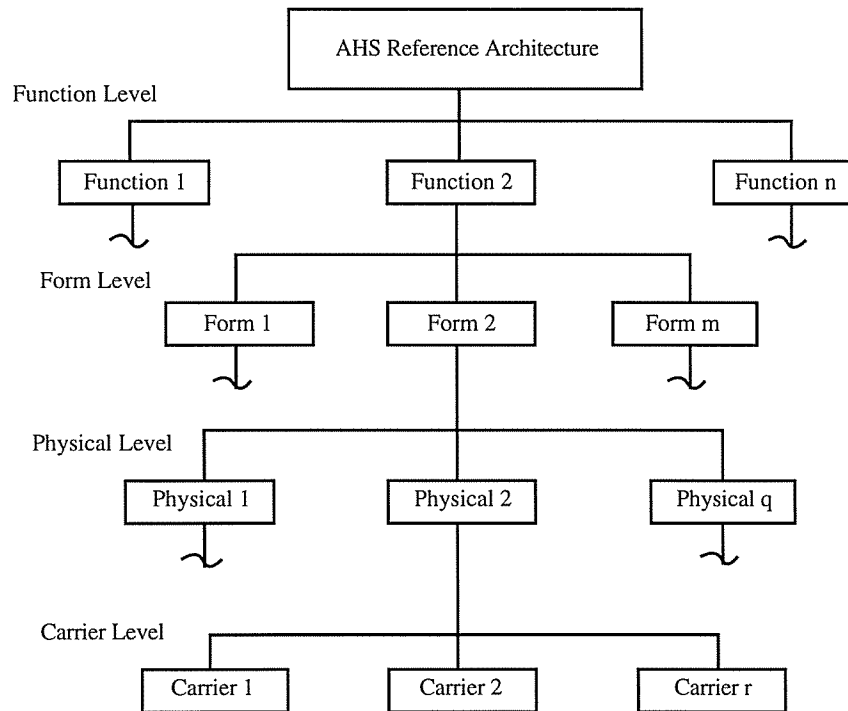 AHS Reference Architecture
Function Level
Function 1
Function 2
Function n
Form Level
Form 1
Form 2
Form m
Physical Level
Physical 1
Physical 2
Physical q
Carrier Level
Carrier 1
Carrier 2
Carrier r